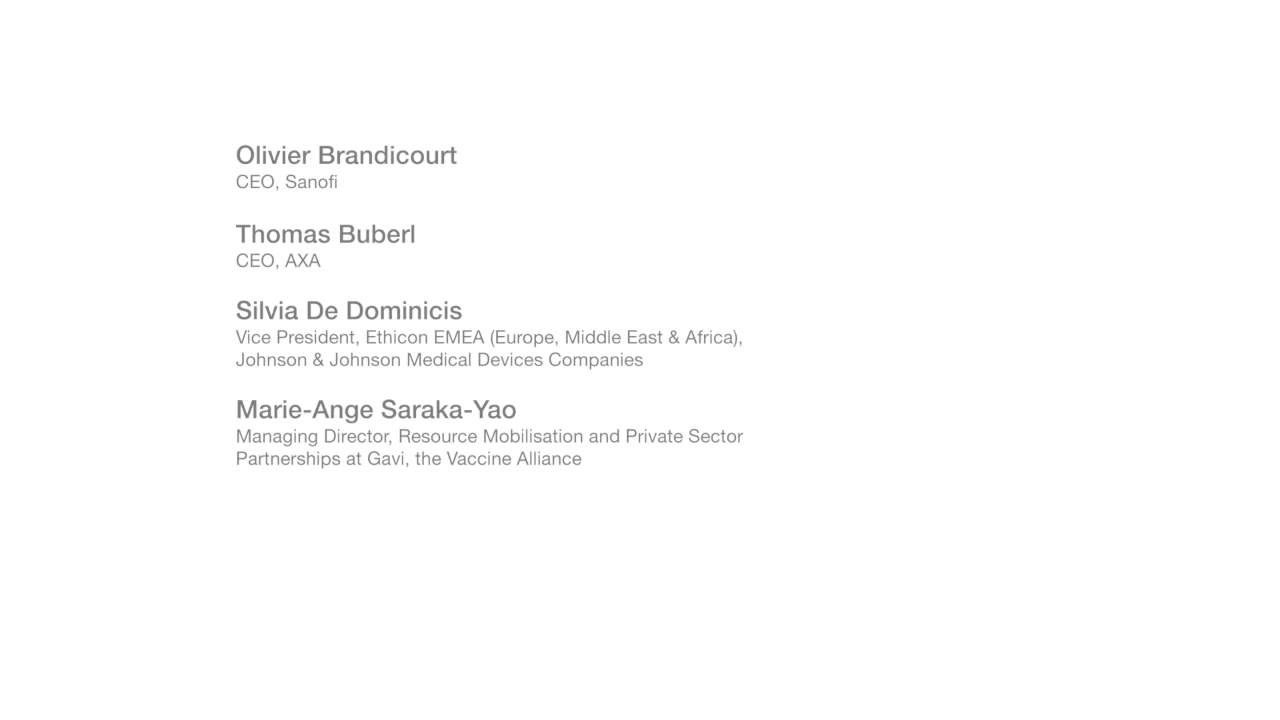 Olivier Brandicourt
CEO, Sanofi
Thomas Buberl
CEO, AXA
Silvia De Dominicis
Vice President, Ethicon EMEA (Europe, Middle East & Africa),
Johnson & Johnson Medical Devices Companies
Marie-Ange Saraka-Yao
Managing Director, Resource Mobilisation and Private Sector
Partnerships at Gavi, the Vaccine Alliance